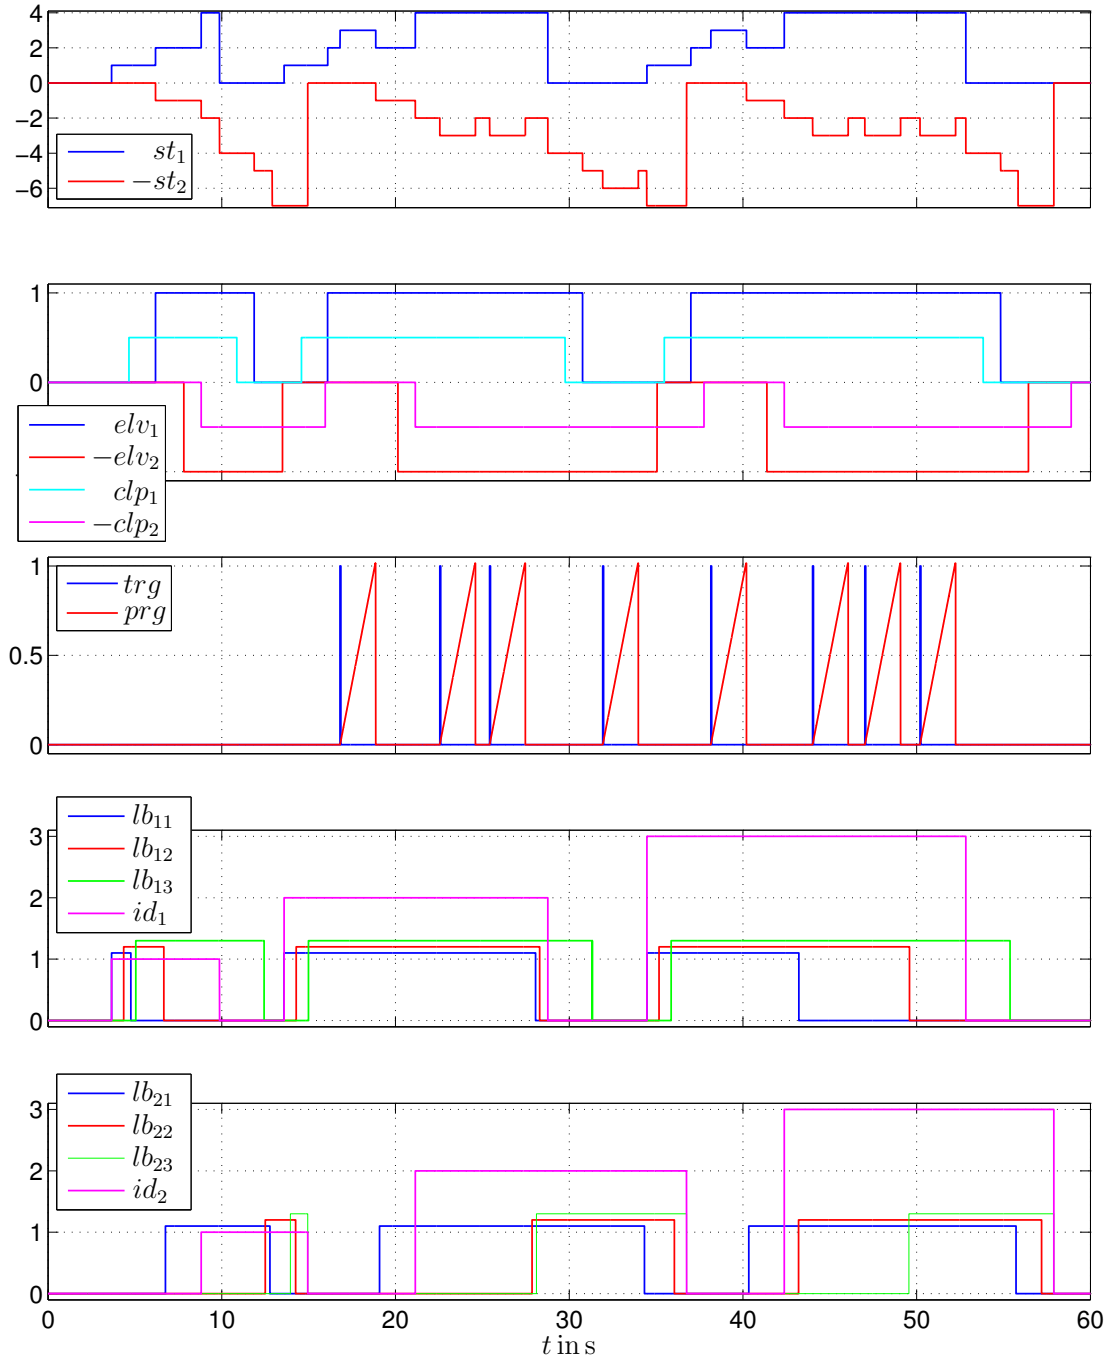 4
2
0
−2
−4
−6
st₁
−st₂
1
0
elv₁
−elv₂
clp₁
−clp₂
1
0.5
0
trg
prg
3
2
1
0
lb₁₁
lb₁₂
lb₁₃
id₁
3
2
1
0
lb₂₁
lb₂₂
lb₂₃
id₂
0 10 20 30 40 50 60
t in s